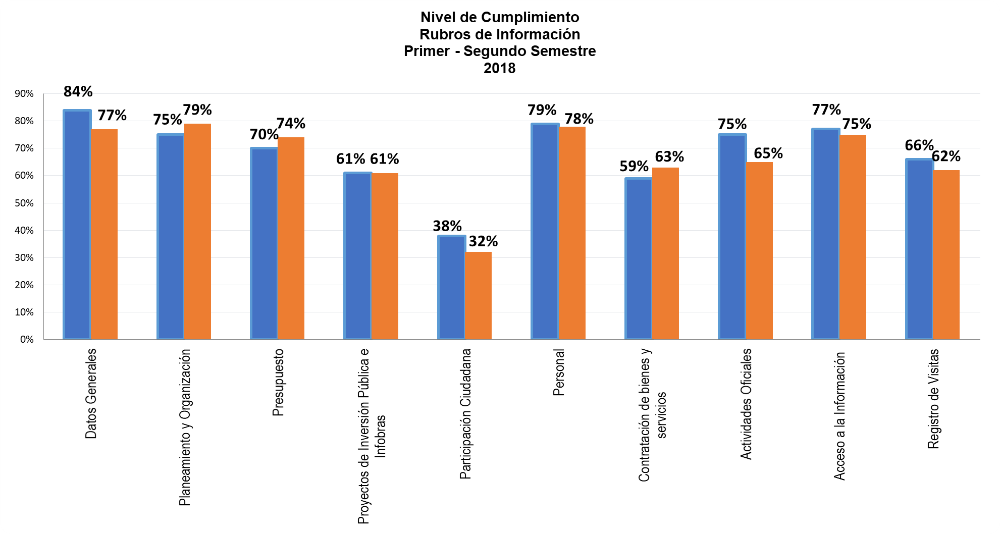 Nivel de Cumplimiento
Rubros de Información
Primer - Segundo Semestre
2018
90%
80%
70%
60%
50%
40%
30%
20%
10%
0%
84%
77%
75%
79%
70%
74%
61%
61%
38%
32%
79%
78%
59%
63%
75%
65%
77%
75%
66%
62%
Datos Generales
Planeamiento y Organización
Presupuesto
Proyectos de Inversión Pública e
Infobras
Participación Ciudadana
Personal
Contratación de bienes y
servicios
Actividades Oficiales
Acceso a la Información
Registro de Visitas